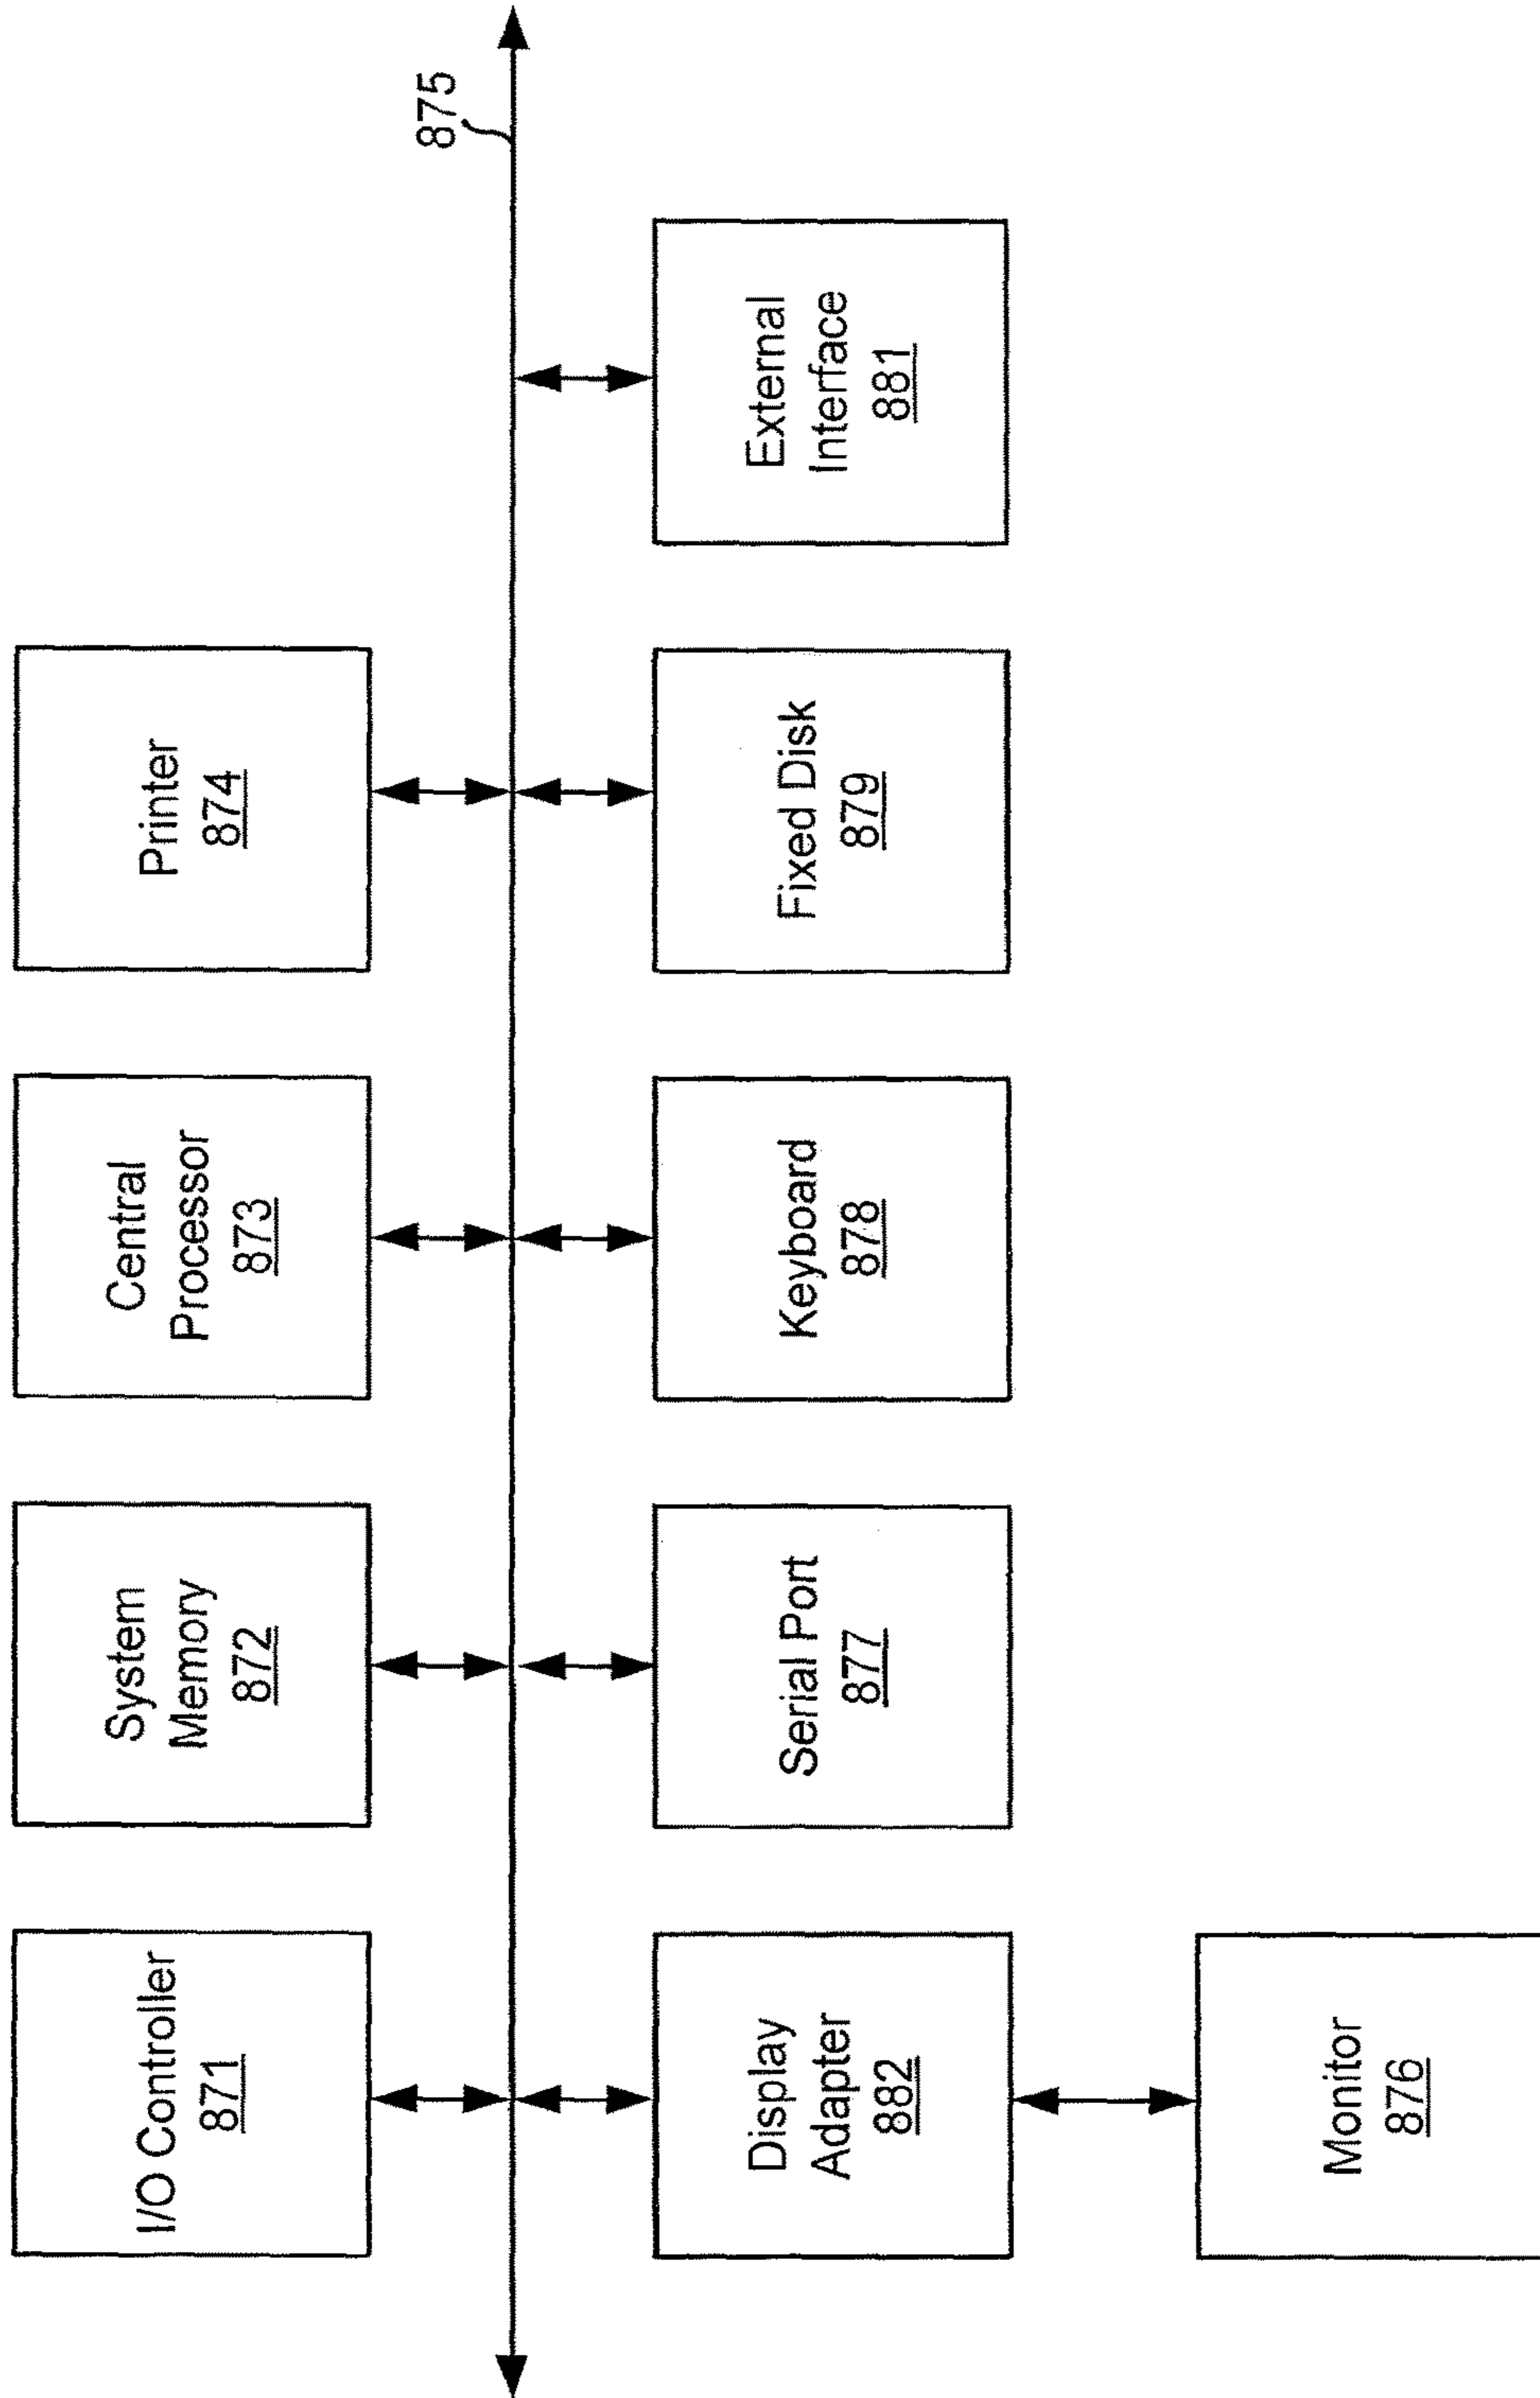 I/O Controller
871
System
Memory
872
Central
Processor
873
Printer
874
875
Display
Adapter
882
Serial Port
877
Keyboard
878
Fixed Disk
879
External
Interface
881
Monitor
876